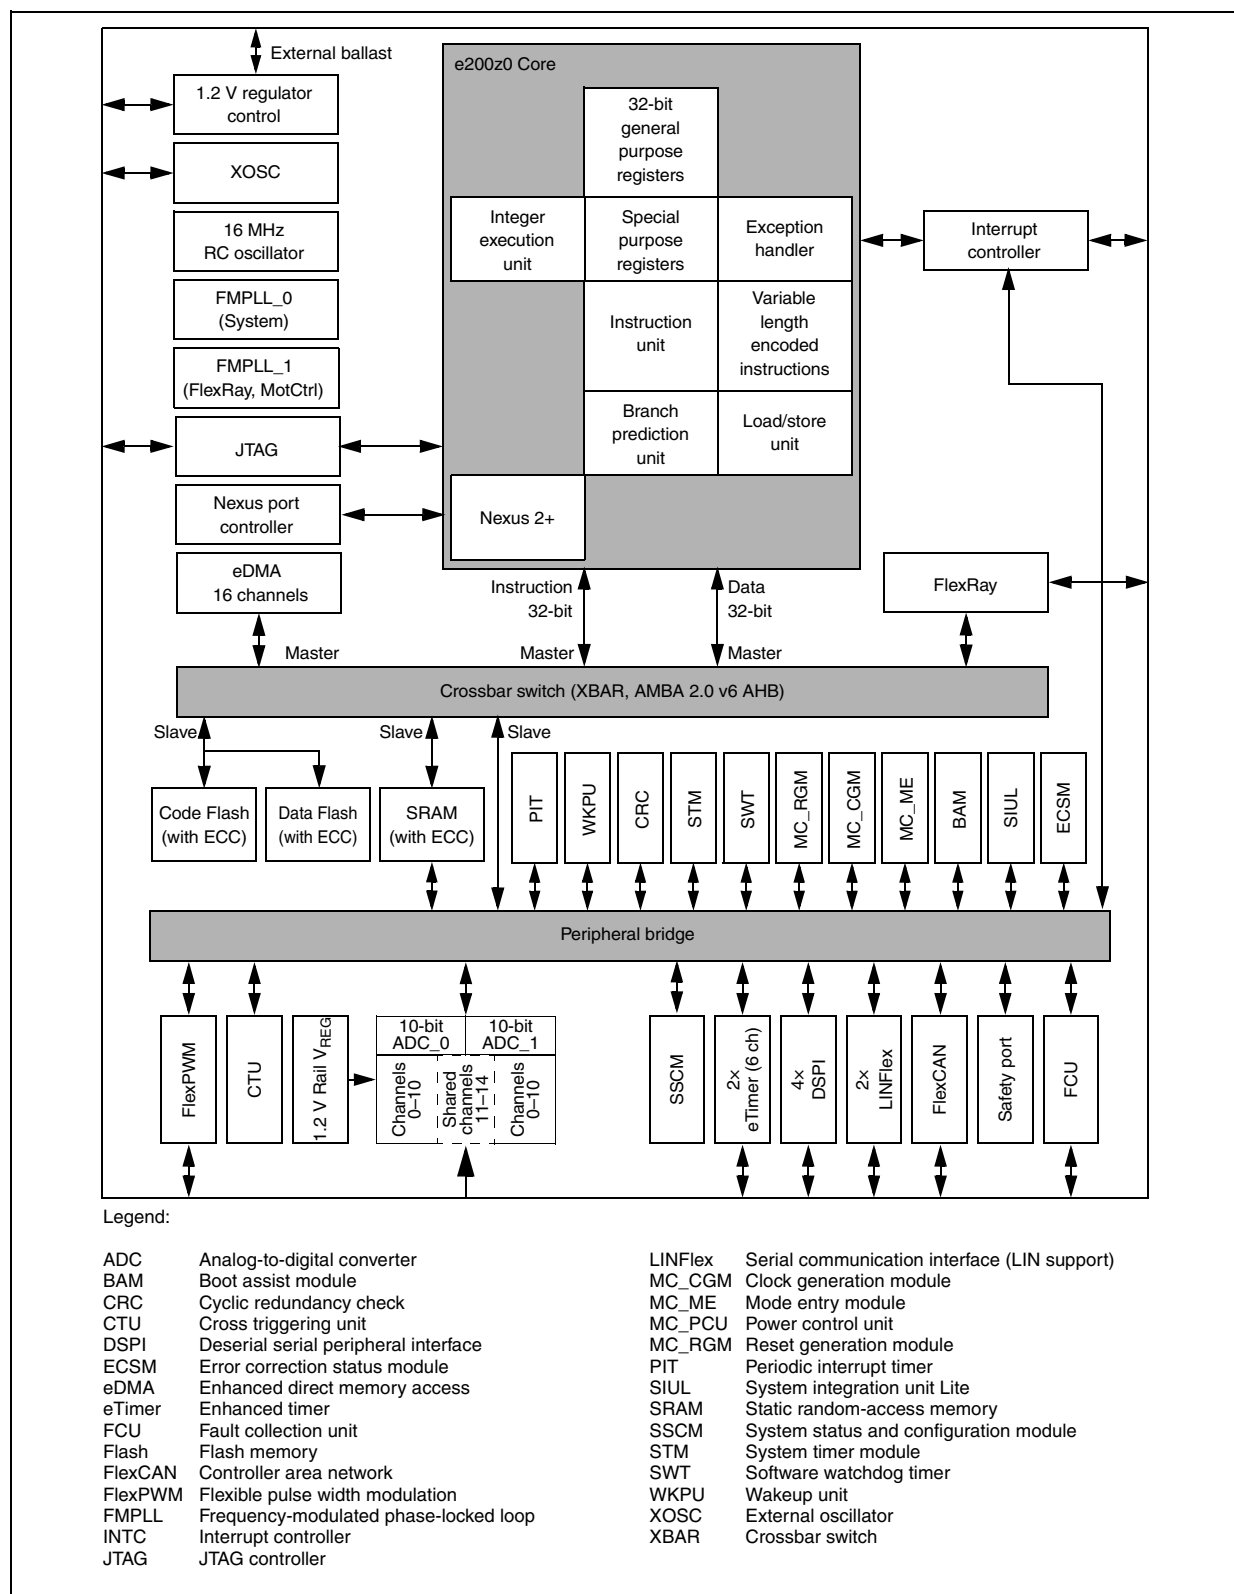 External ballast
1.2 V regulator
control
XOSC
16 MHz
RC oscillator
FMPLL_0
(System)
FMPLL_1
(FlexRay, MotCtrl)
JTAG
Nexus port
controller
eDMA
16 channels
e200z0 Core
32-bit
general
purpose
registers
Integer
execution
unit
Special
purpose
registers
Exception
handler
Instruction
unit
Variable
length
encoded
instructions
Branch
prediction
unit
Load/store
unit
Nexus 2+
Interrupt
controller
FlexRay
Instruction
32-bit
Data
32-bit
Master
Master
Master
Crossbar switch (XBAR, AMBA 2.0 v6 AHB)
Slave
Slave
Slave
Code Flash
(with ECC)
Data Flash
(with ECC)
SRAM
(with ECC)
PIT
WKPU
CRC
STM
SWT
MC_RGM
MC_CGM
MC_ME
BAM
SIUL
ECSM
Peripheral bridge
FlexPWM
CTU
1.2 V Rail VREG
10-bit
ADC_0
10-bit
ADC_1
Channels
0–10
Shared
channels
11–14
Channels
0–10
SSCM
2×
eTimer (6 ch)
4×
DSPI
2×
LINFlex
FlexCAN
Safety port
FCU
Legend:
ADC Analog-to-digital converter
BAM Boot assist module
CRC Cyclic redundancy check
CTU Cross triggering unit
DSPI Deserial serial peripheral interface
ECSM Error correction status module
eDMA Enhanced direct memory access
eTimer Enhanced timer
FCU Fault collection unit
Flash Flash memory
FlexCAN Controller area network
FlexPWM Flexible pulse width modulation
FMPLL Frequency-modulated phase-locked loop
INTC Interrupt controller
JTAG JTAG controller
LINFlex Serial communication interface (LIN support)
MC_CGM Clock generation module
MC_ME Mode entry module
MC_PCU Power control unit
MC_RGM Reset generation module
PIT Periodic interrupt timer
SIUL System integration unit Lite
SRAM Static random-access memory
SSCM System status and configuration module
STM System timer module
SWT Software watchdog timer
WKPU Wakeup unit
XOSC External oscillator
XBAR Crossbar switch